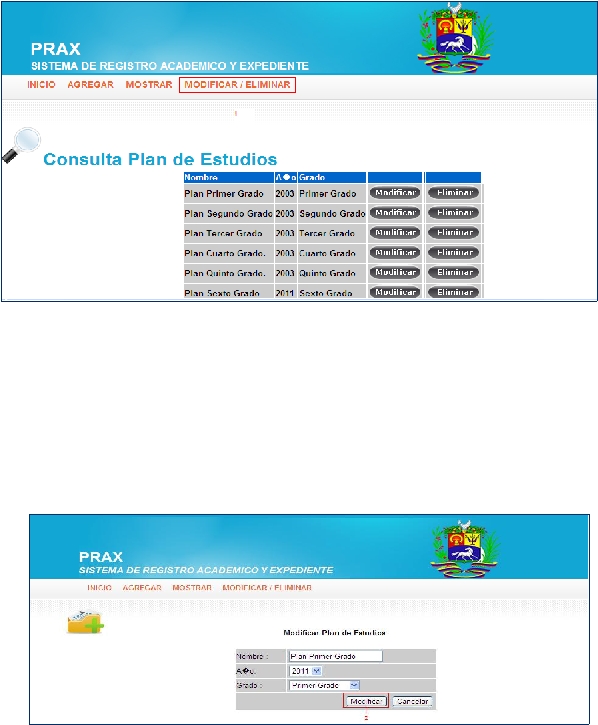 PRAX
SISTEMA DE REGISTRO ACADEMICO Y EXPEDIENTE
INICIO AGREGAR MOSTRAR MODIFICAR / ELIMINAR
1
Consulta Plan de Estudios
Nombre A�o Grado
Plan Primer Grado 2003 Primer Grado Modificar Eliminar
Plan Segundo Grado 2003 Segundo Grado Modificar Eliminar
Plan Tercer Grado 2003 Tercer Grado Modificar Eliminar
Plan Cuarto Grado. 2003 Cuarto Grado Modificar Eliminar
Plan Quinto Grado. 2003 Quinto Grado Modificar Eliminar
Plan Sexto Grado 2011 Sexto Grado Modificar Eliminar
PRAX
SISTEMA DE REGISTRO ACADEMICO Y EXPEDIENTE
INICIO AGREGAR MOSTRAR MODIFICAR / ELIMINAR
Modificar Plan de Estudios
Nombre : Plan Primer Grado
A�o: 2011
Grado : Primer Grado
Modificar Cancelar
2